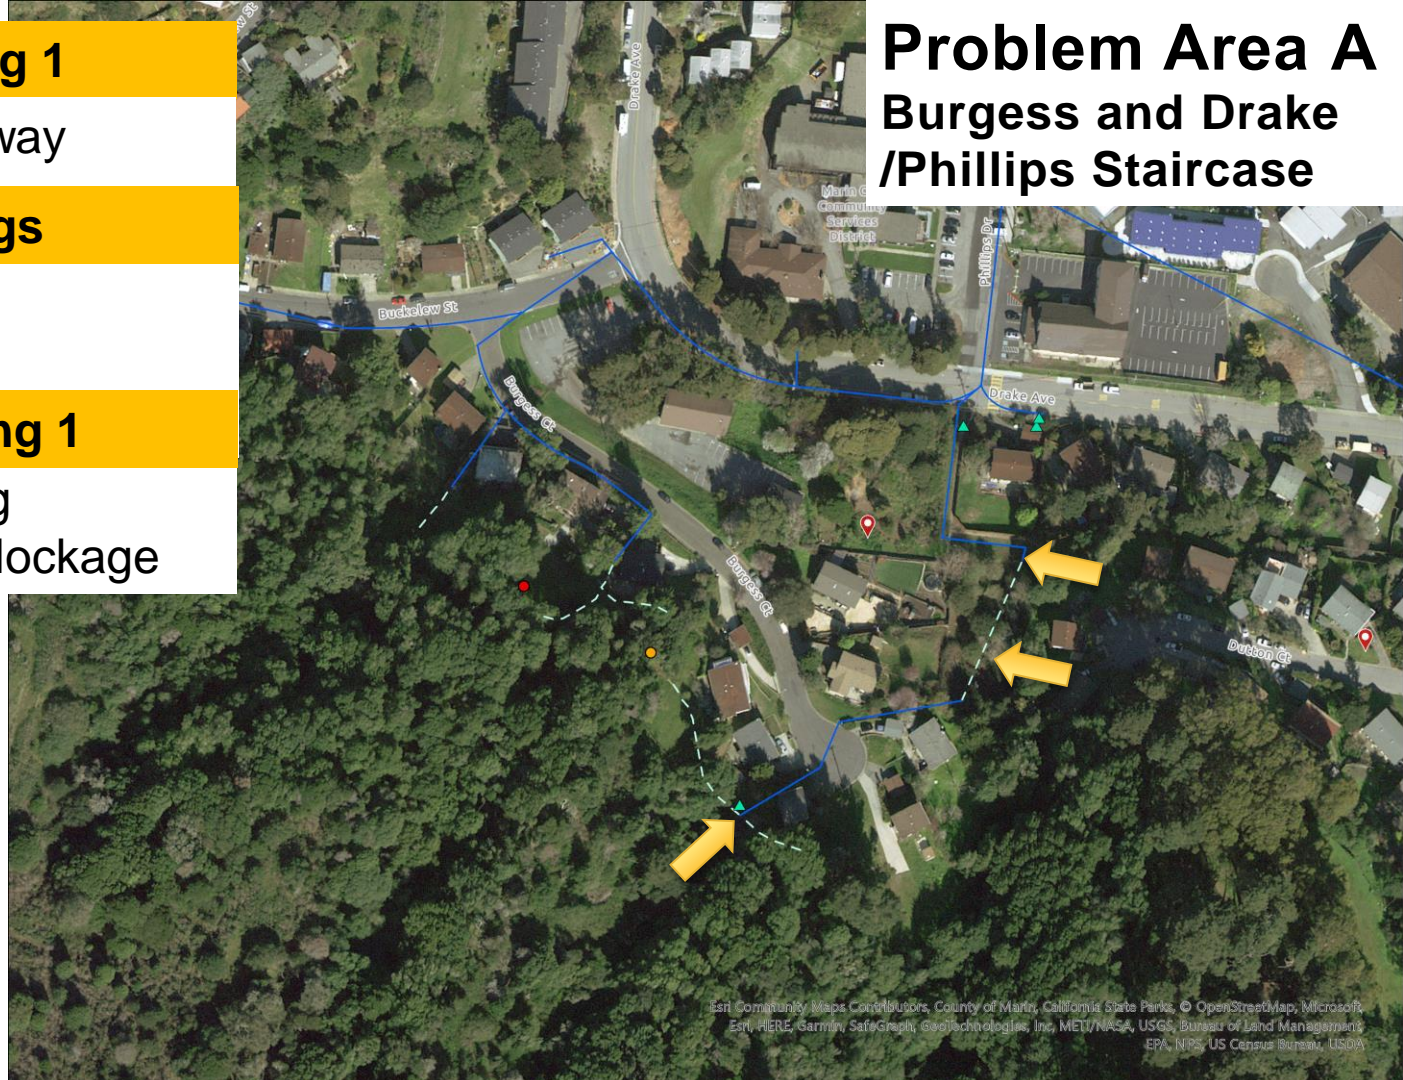 g 1
way
gs
ng 1
g
lockage
Problem Area A
Burgess and Drake
/Phillips Staircase
w St
Drake Ave
Marin C
Community
Services
District
Phillips Dr
Buckelew St
Burgess Ct
Drake Ave
Burgess Ct
Dutton Ct
Esri Community Maps Contributors, County of Marin, California State Parks, © OpenStreetMap, Microsoft,
Esri, HERE, Garmin, SafeGraph, GeoTechnologies, Inc, METI/NASA, USGS, Bureau of Land Management,
EPA, NPS, US Census Bureau, USDA